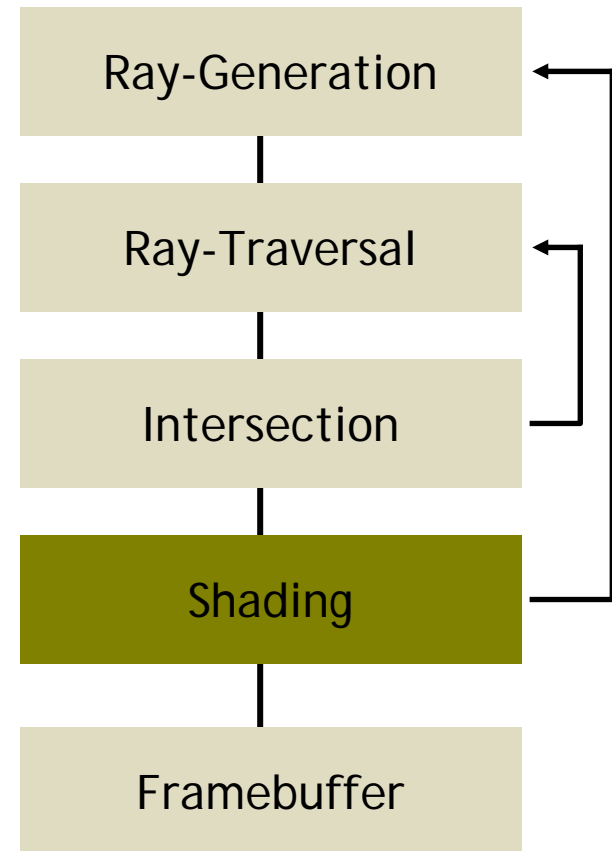 Ray-Generation
Ray-Traversal
Intersection
Shading
Framebuffer